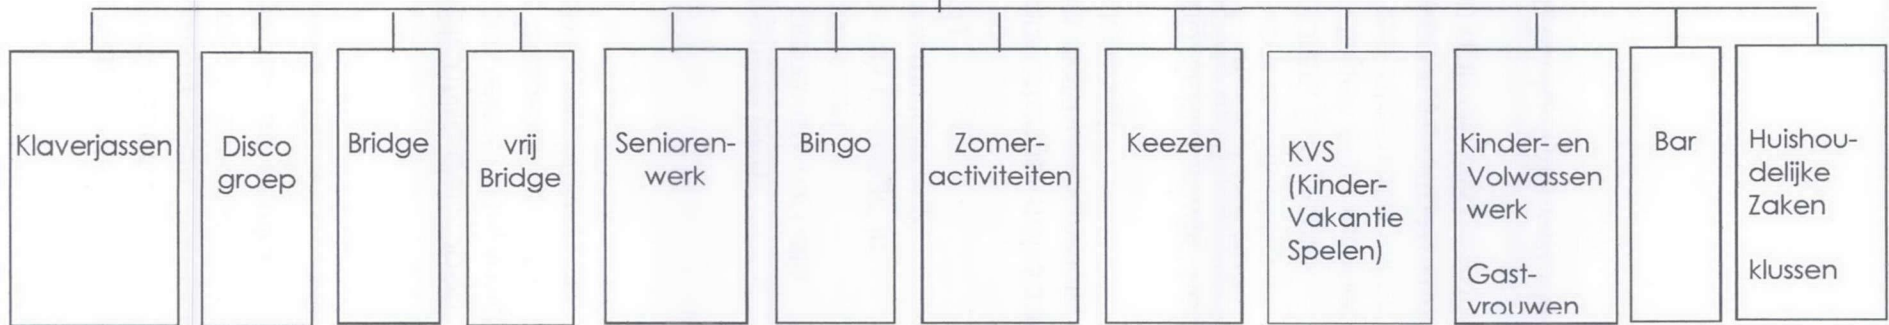 Klaverjassen
Disco
groep
Bridge
vrij
Bridge
Senioren-
werk
Bingo
Zomer-
activiteiten
Keezen
KVS
(Kinder-
Vakantie
Spelen)
Kinder- en
Volwassen
werk
Gast-
vrouwen
Bar
Huishou-
delijke
Zaken
klussen